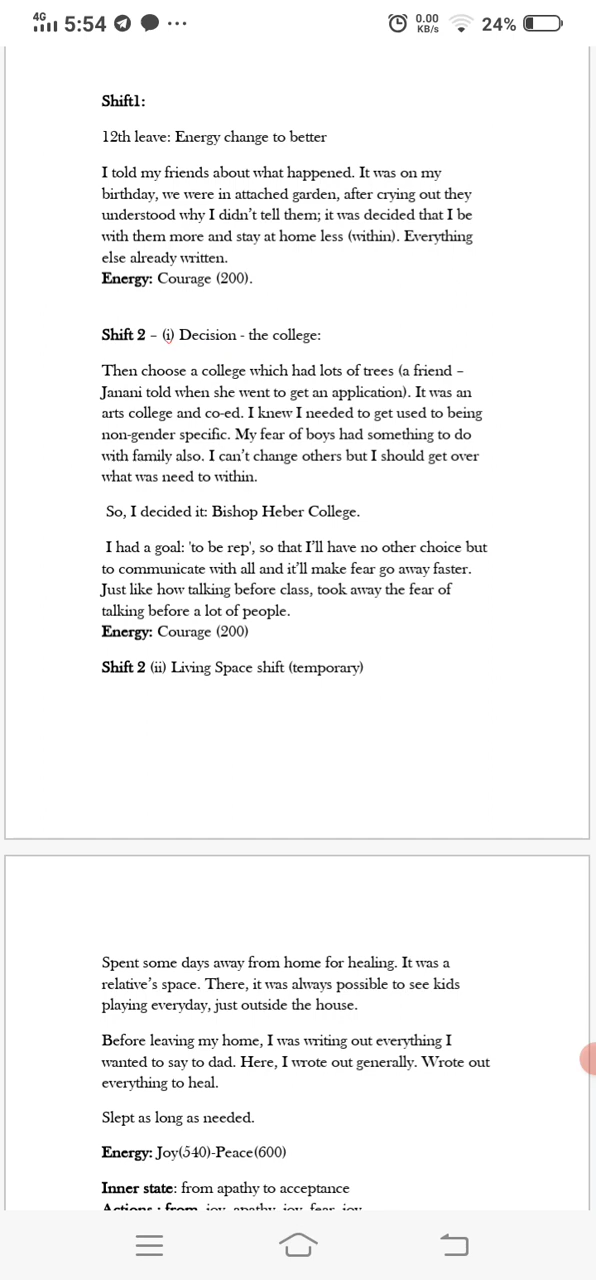 4G 5:54 ... 0.00 KB/s 24%
Shift1:
12th leave: Energy change to better
I told my friends about what happened. It was on my
birthday, we were in attached garden, after crying out they
understood why I didn't tell them; it was decided that I be
with them more and stay at home less (within). Everything
else already written.
Energy: Courage (200).
Shift 2 – (i) Decision - the college:
Then choose a college which had lots of trees (a friend –
Janani told when she went to get an application). It was an
arts college and co-ed. I knew I needed to get used to being
non-gender specific. My fear of boys had something to do
with family also. I can't change others but I should get over
what was need to within.
So, I decided it: Bishop Heber College.
I had a goal: 'to be rep', so that I'll have no other choice but
to communicate with all and it'll make fear go away faster.
Just like how talking before class, took away the fear of
talking before a lot of people.
Energy: Courage (200)
Shift 2 (ii) Living Space shift (temporary)
Spent some days away from home for healing. It was a
relative's space. There, it was always possible to see kids
playing everyday, just outside the house.
Before leaving my home, I was writing out everything I
wanted to say to dad. Here, I wrote out generally. Wrote out
everything to heal.
Slept as long as needed.
Energy: Joy(540)-Peace(600)
Inner state: from apathy to acceptance
Actions : from joy, apathy, joy, fear, joy